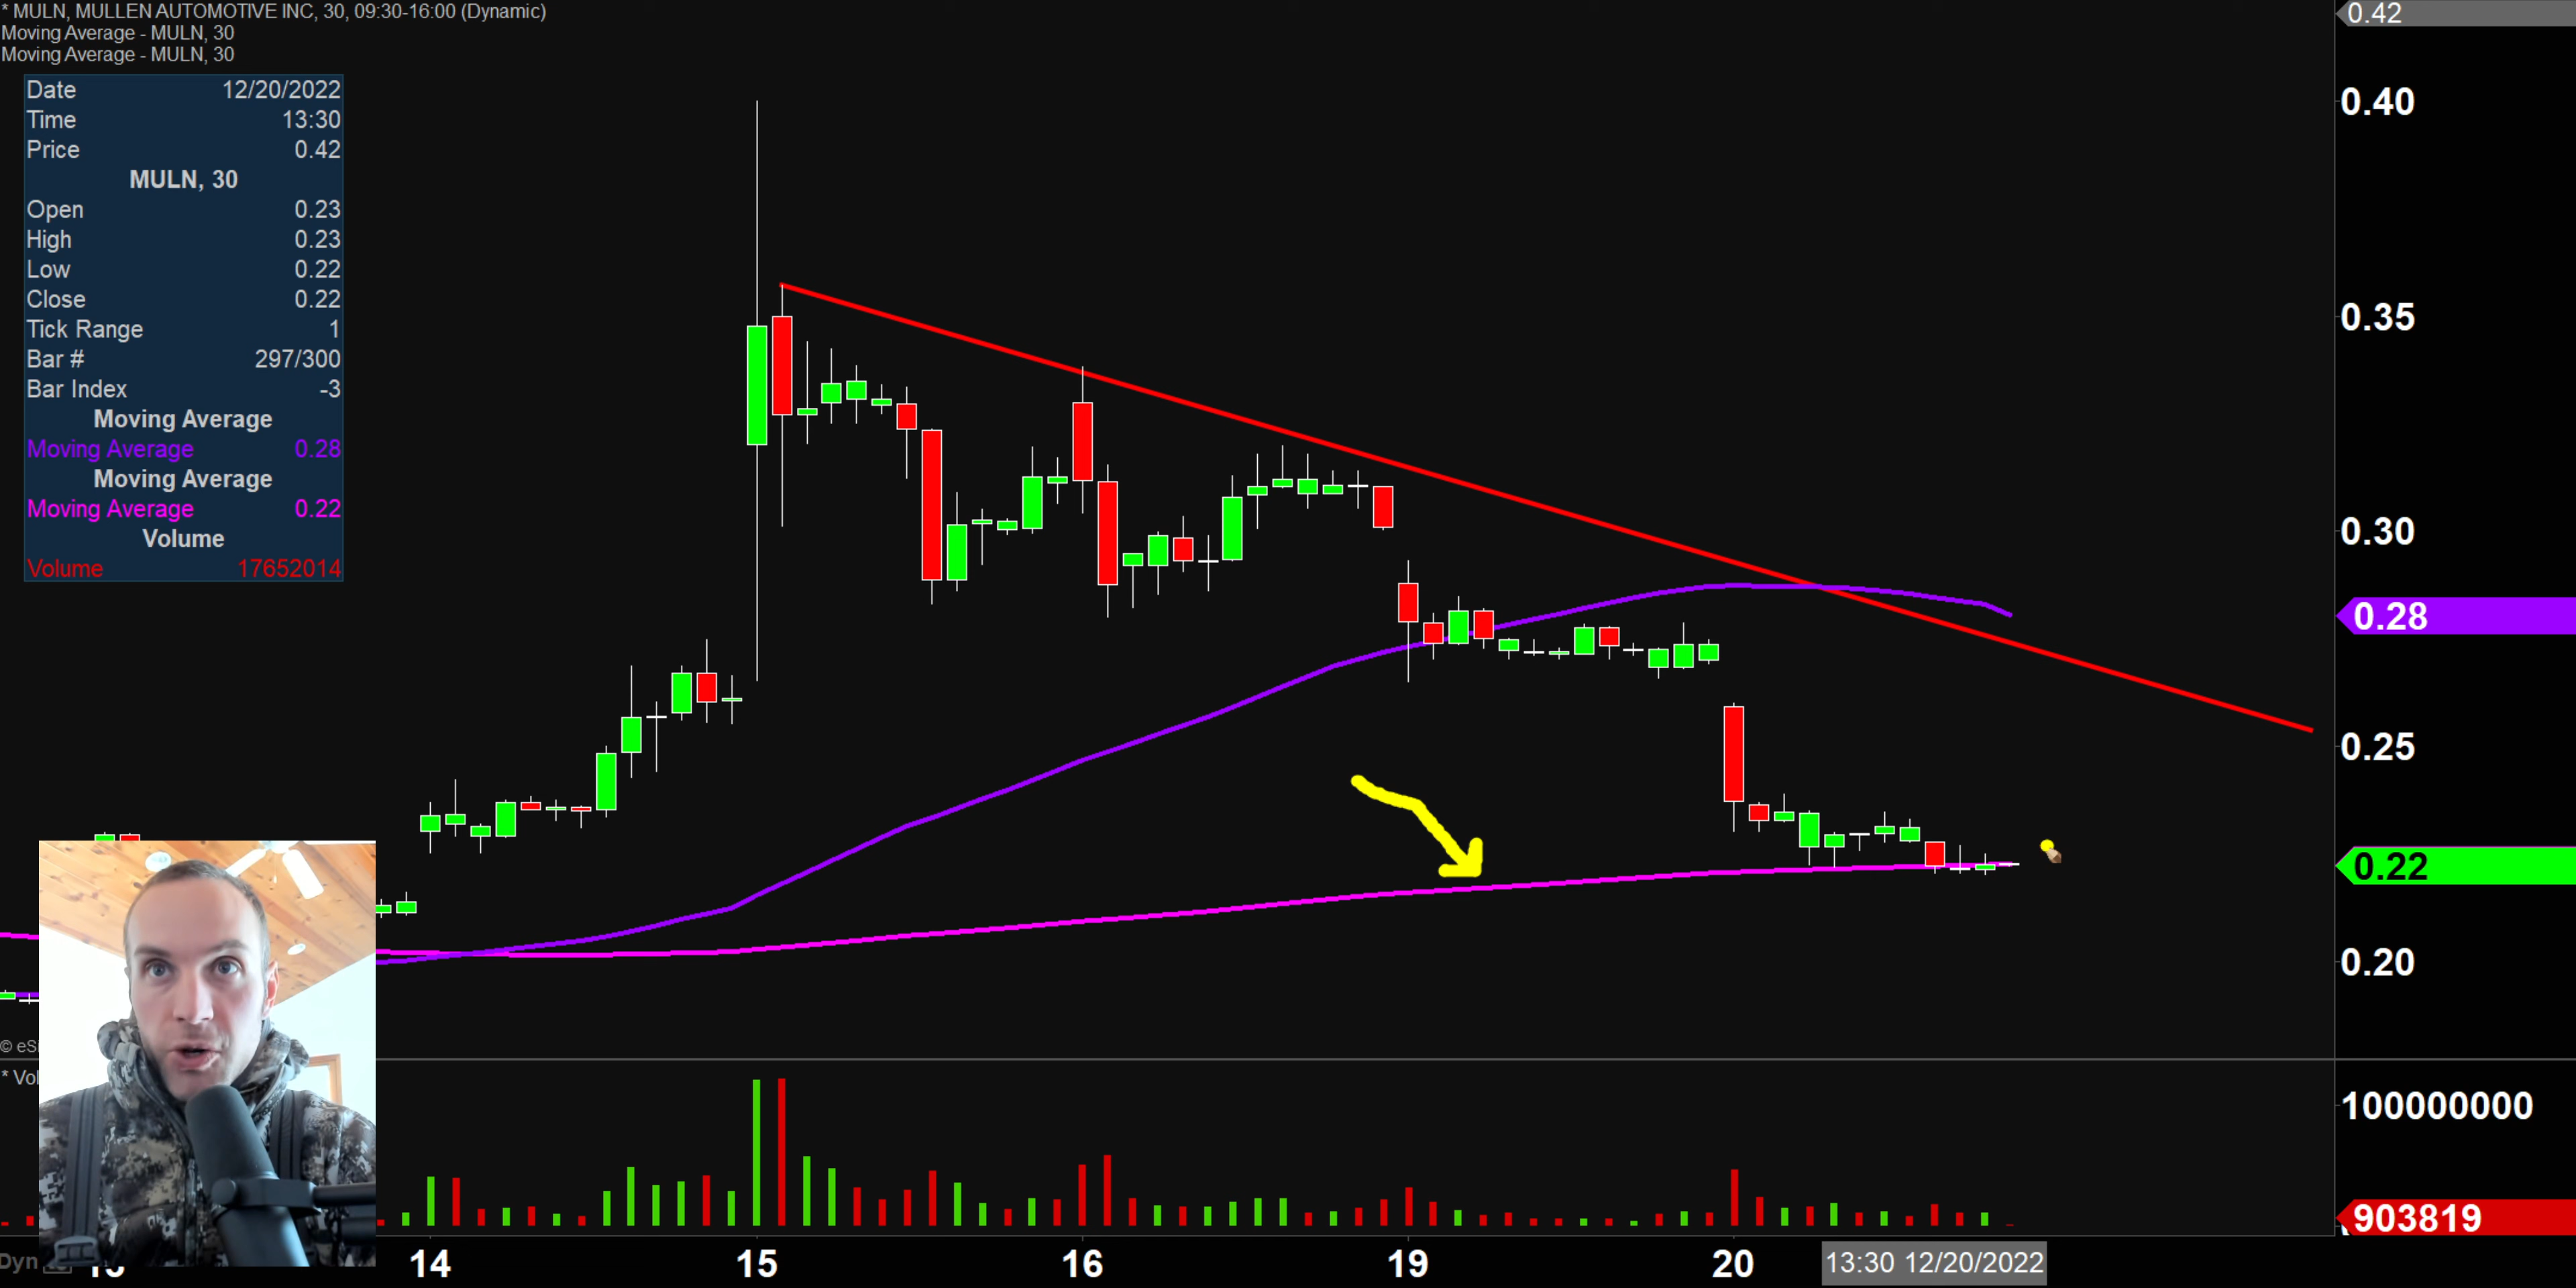 * MULN, MULLEN AUTOMOTIVE INC, 30, 09:30-16:00 (Dynamic)
Moving Average - MULN, 30
Moving Average - MULN, 30
Date 12/20/2022
Time 13:30
Price 0.42
MULN, 30
Open 0.23
High 0.23
Low 0.22
Close 0.22
Tick Range 1
Bar # 297/300
Bar Index -3
Moving Average
Moving Average 0.28
Moving Average
Moving Average 0.22
Volume
Volume 17652014
0.42
0.40
0.35
0.30
0.28
0.25
0.22
0.20
© eSi
* Vol
100000000
903819
Dyn
14 15 16 19 20 13:30 12/20/2022